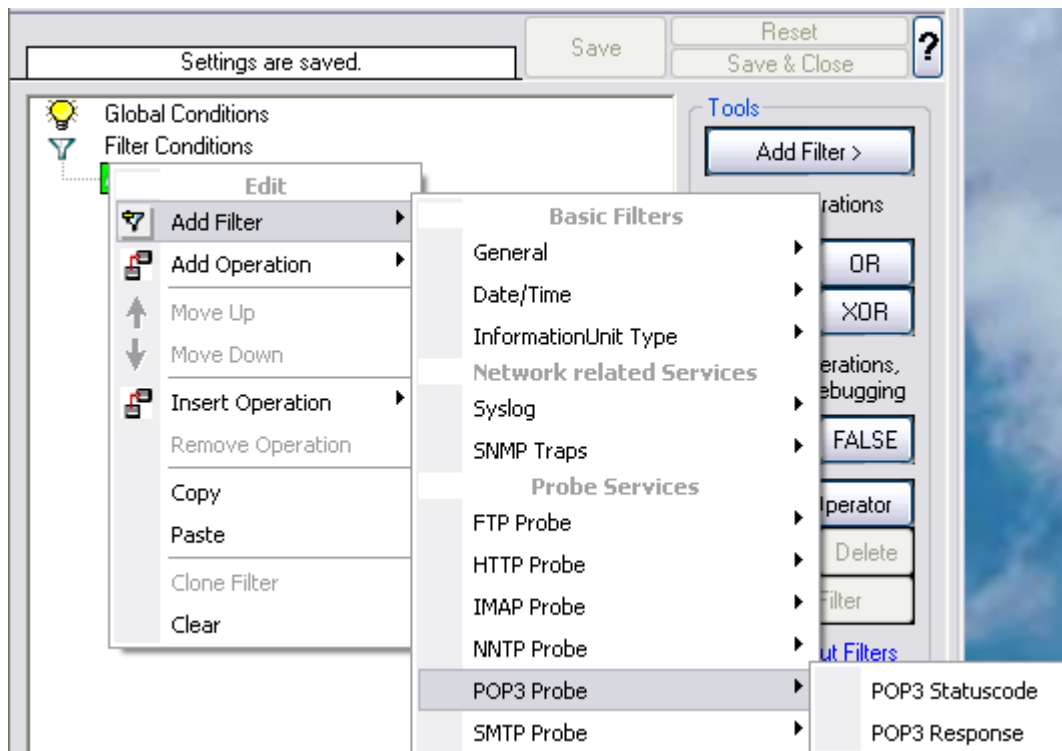 Settings are saved.
Save
Reset
Save & Close
?
Global Conditions
Filter Conditions
Edit
Add Filter
Add Operation
Move Up
Move Down
Insert Operation
Remove Operation
Copy
Paste
Clone Filter
Clear
Basic Filters
General
Date/Time
InformationUnit Type
Network related Services
Syslog
SNMP Traps
Probe Services
FTP Probe
HTTP Probe
IMAP Probe
NNTP Probe
POP3 Probe
SMTP Probe
POP3 Statuscode
POP3 Response
Tools
Add Filter >
rations
OR
XOR
erations,
ebugging
FALSE
perator
Delete
Filter
ut Filters